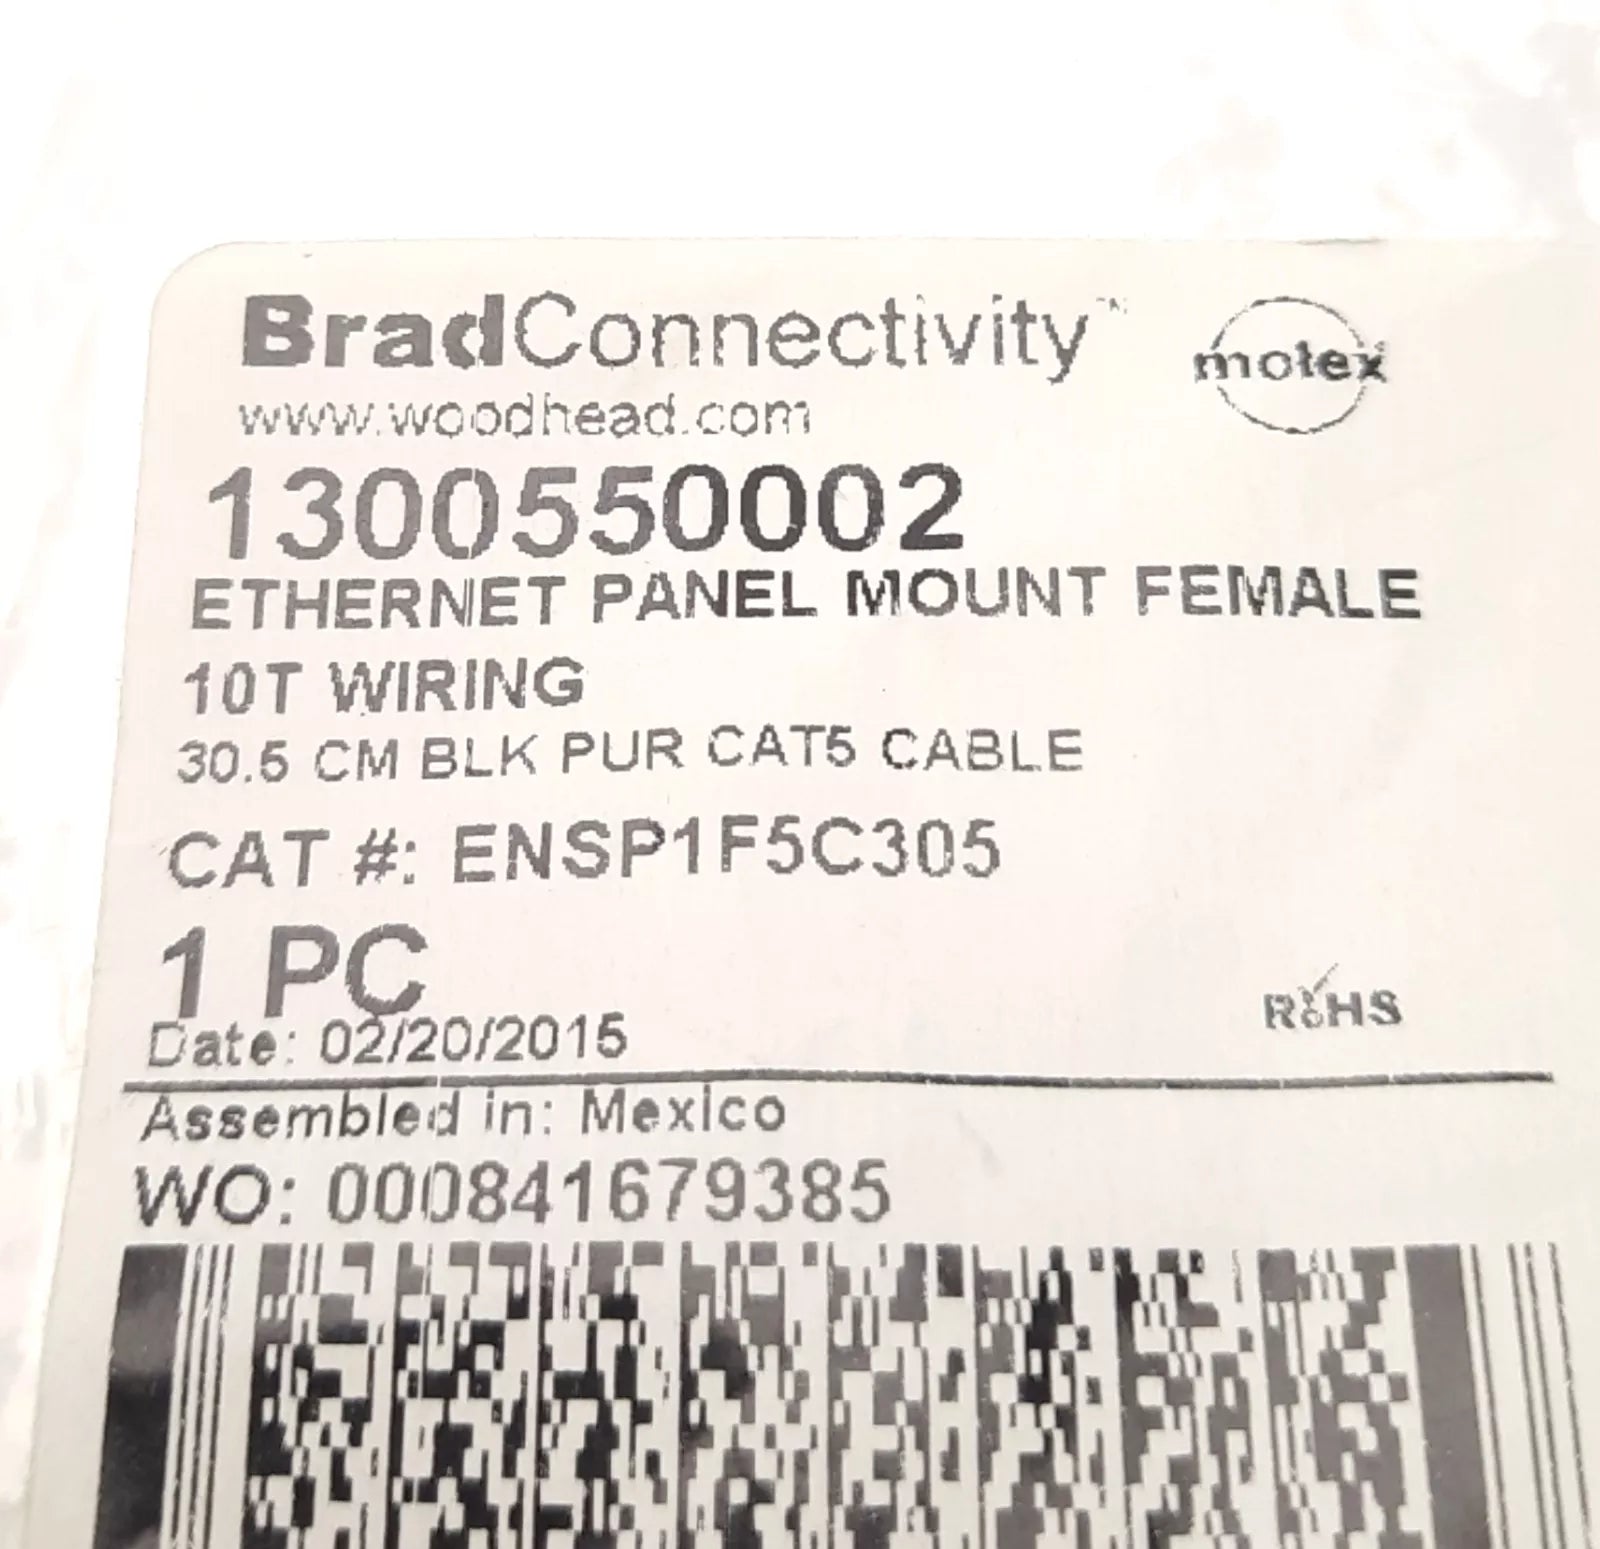 BradConnectivity™
molex
www.woodhead.com
1300550002
ETHERNET PANEL MOUNT FEMALE
10T WIRING
30.5 CM BLK PUR CAT5 CABLE
CAT #: ENSP1F5C305
1 PC
RoHS
Date: 02/20/2015
Assembled in: Mexico
WO: 000841679385